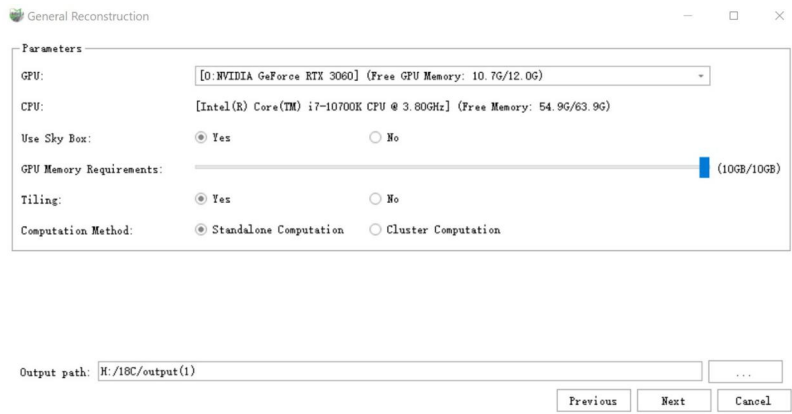 General Reconstruction
Parameters
GPU: [0:NVIDIA GeForce RTX 3060] (Free GPU Memory: 10.7G/12.0G)
CPU: [Intel(R) Core(TM) i7-10700K CPU @ 3.80GHz] (Free Memory: 54.9G/63.9G)
Use Sky Box: Yes No
GPU Memory Requirements: (10GB/10GB)
Tiling: Yes No
Computation Method: Standalone Computation Cluster Computation
Output path: H:/18C/output(1) ...
Previous Next Cancel